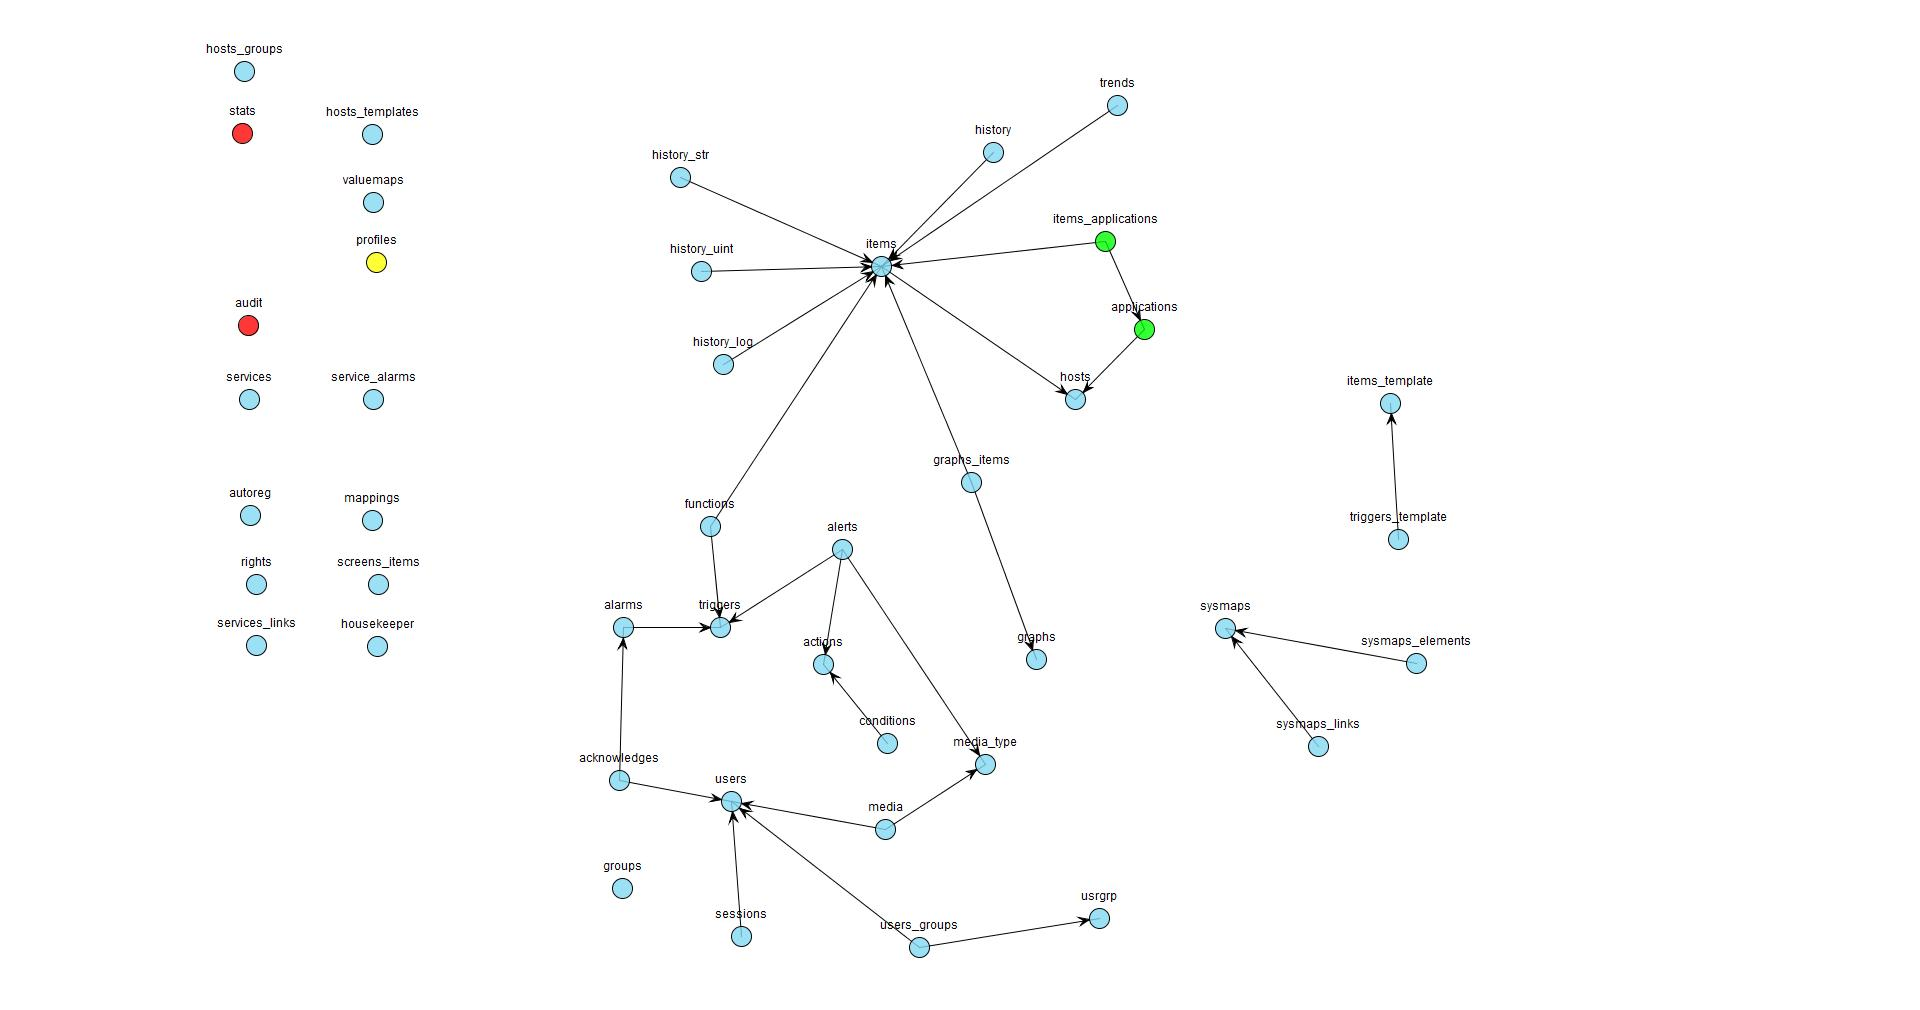 hosts_groups
stats
hosts_templates
valuemaps
profiles
audit
services
service_alarms
autoreg
mappings
rights
screens_items
services_links
housekeeper
trends
history
history_str
items_applications
items
history_uint
applications
history_log
hosts
graphs_items
functions
alerts
alarms
triggers
actions
graphs
conditions
media_type
acknowledges
users
media
groups
sessions
users_groups
usrgrp
items_template
triggers_template
sysmaps
sysmaps_elements
sysmaps_links